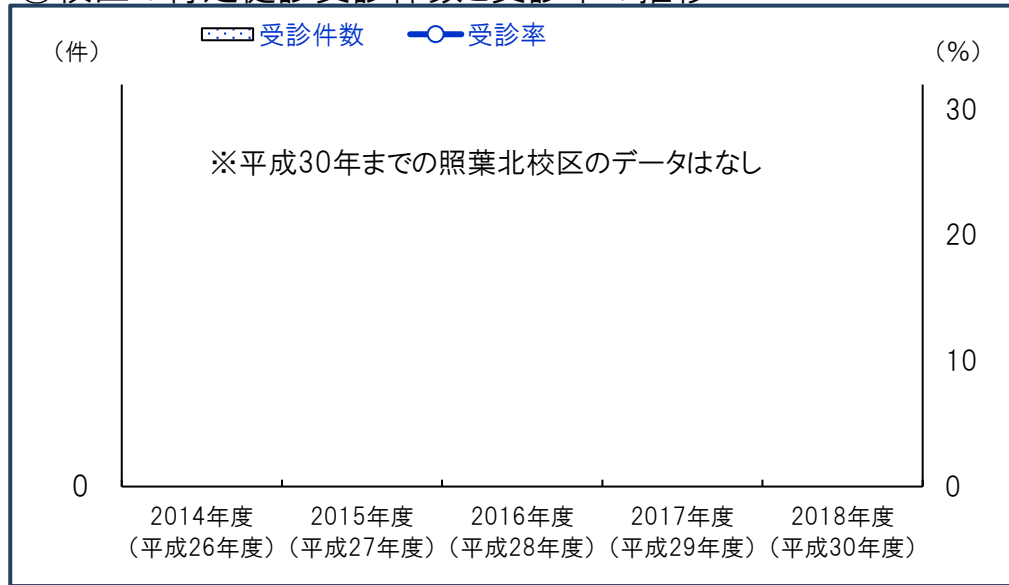 受診件数 受診率
(件) (%)
30
※平成30年までの照葉北校区のデータはなし
20
10
0 0
2014年度 2015年度 2016年度 2017年度 2018年度
(平成26年度) (平成27年度) (平成28年度) (平成29年度) (平成30年度)